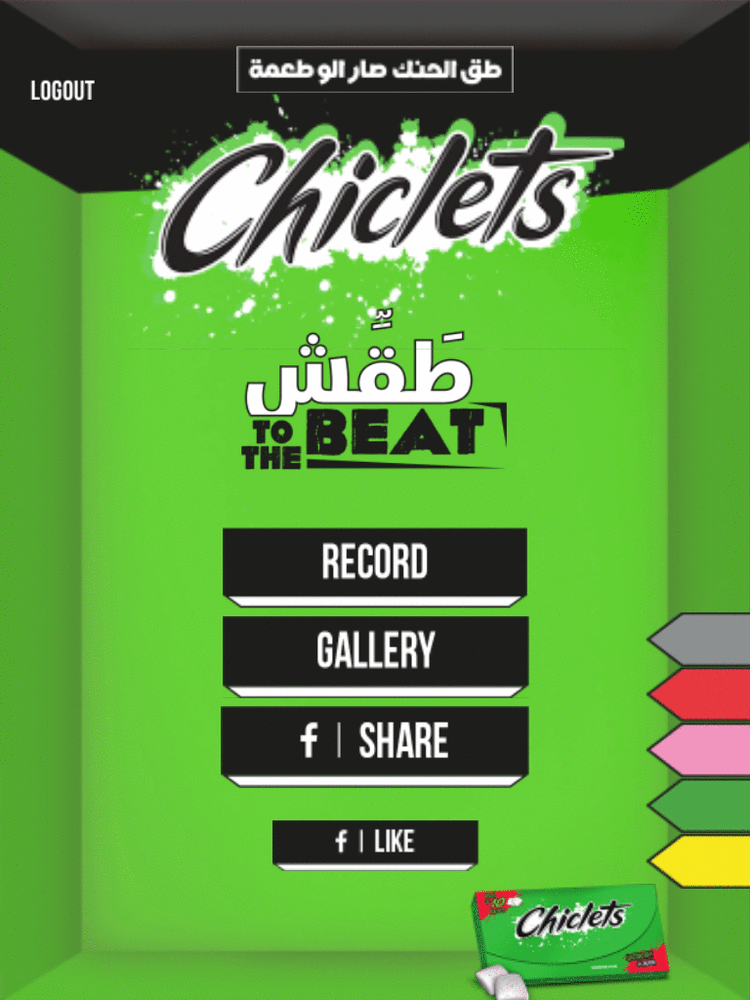 طق الحنك صار الو طعمة
LOGOUT
Chiclets
طَقِّش
TO THE BEAT
RECORD
GALLERY
f | SHARE
f | LIKE
Chiclets